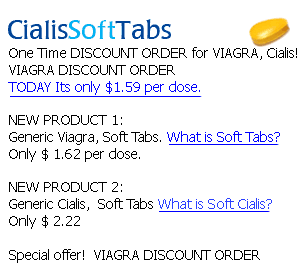 CialisSoftTabs
One Time DISCOUNT ORDER for VIAGRA, Cialis!
VIAGRA DISCOUNT ORDER
TODAY Its only $1.59 per dose.
NEW PRODUCT 1:
Generic Viagra, Soft Tabs. What is Soft Tabs?
Only $ 1.62 per dose.
NEW PRODUCT 2:
Generic Cialis, Soft Tabs What is Soft Cialis?
Only $ 2.22
Special offer! VIAGRA DISCOUNT ORDER